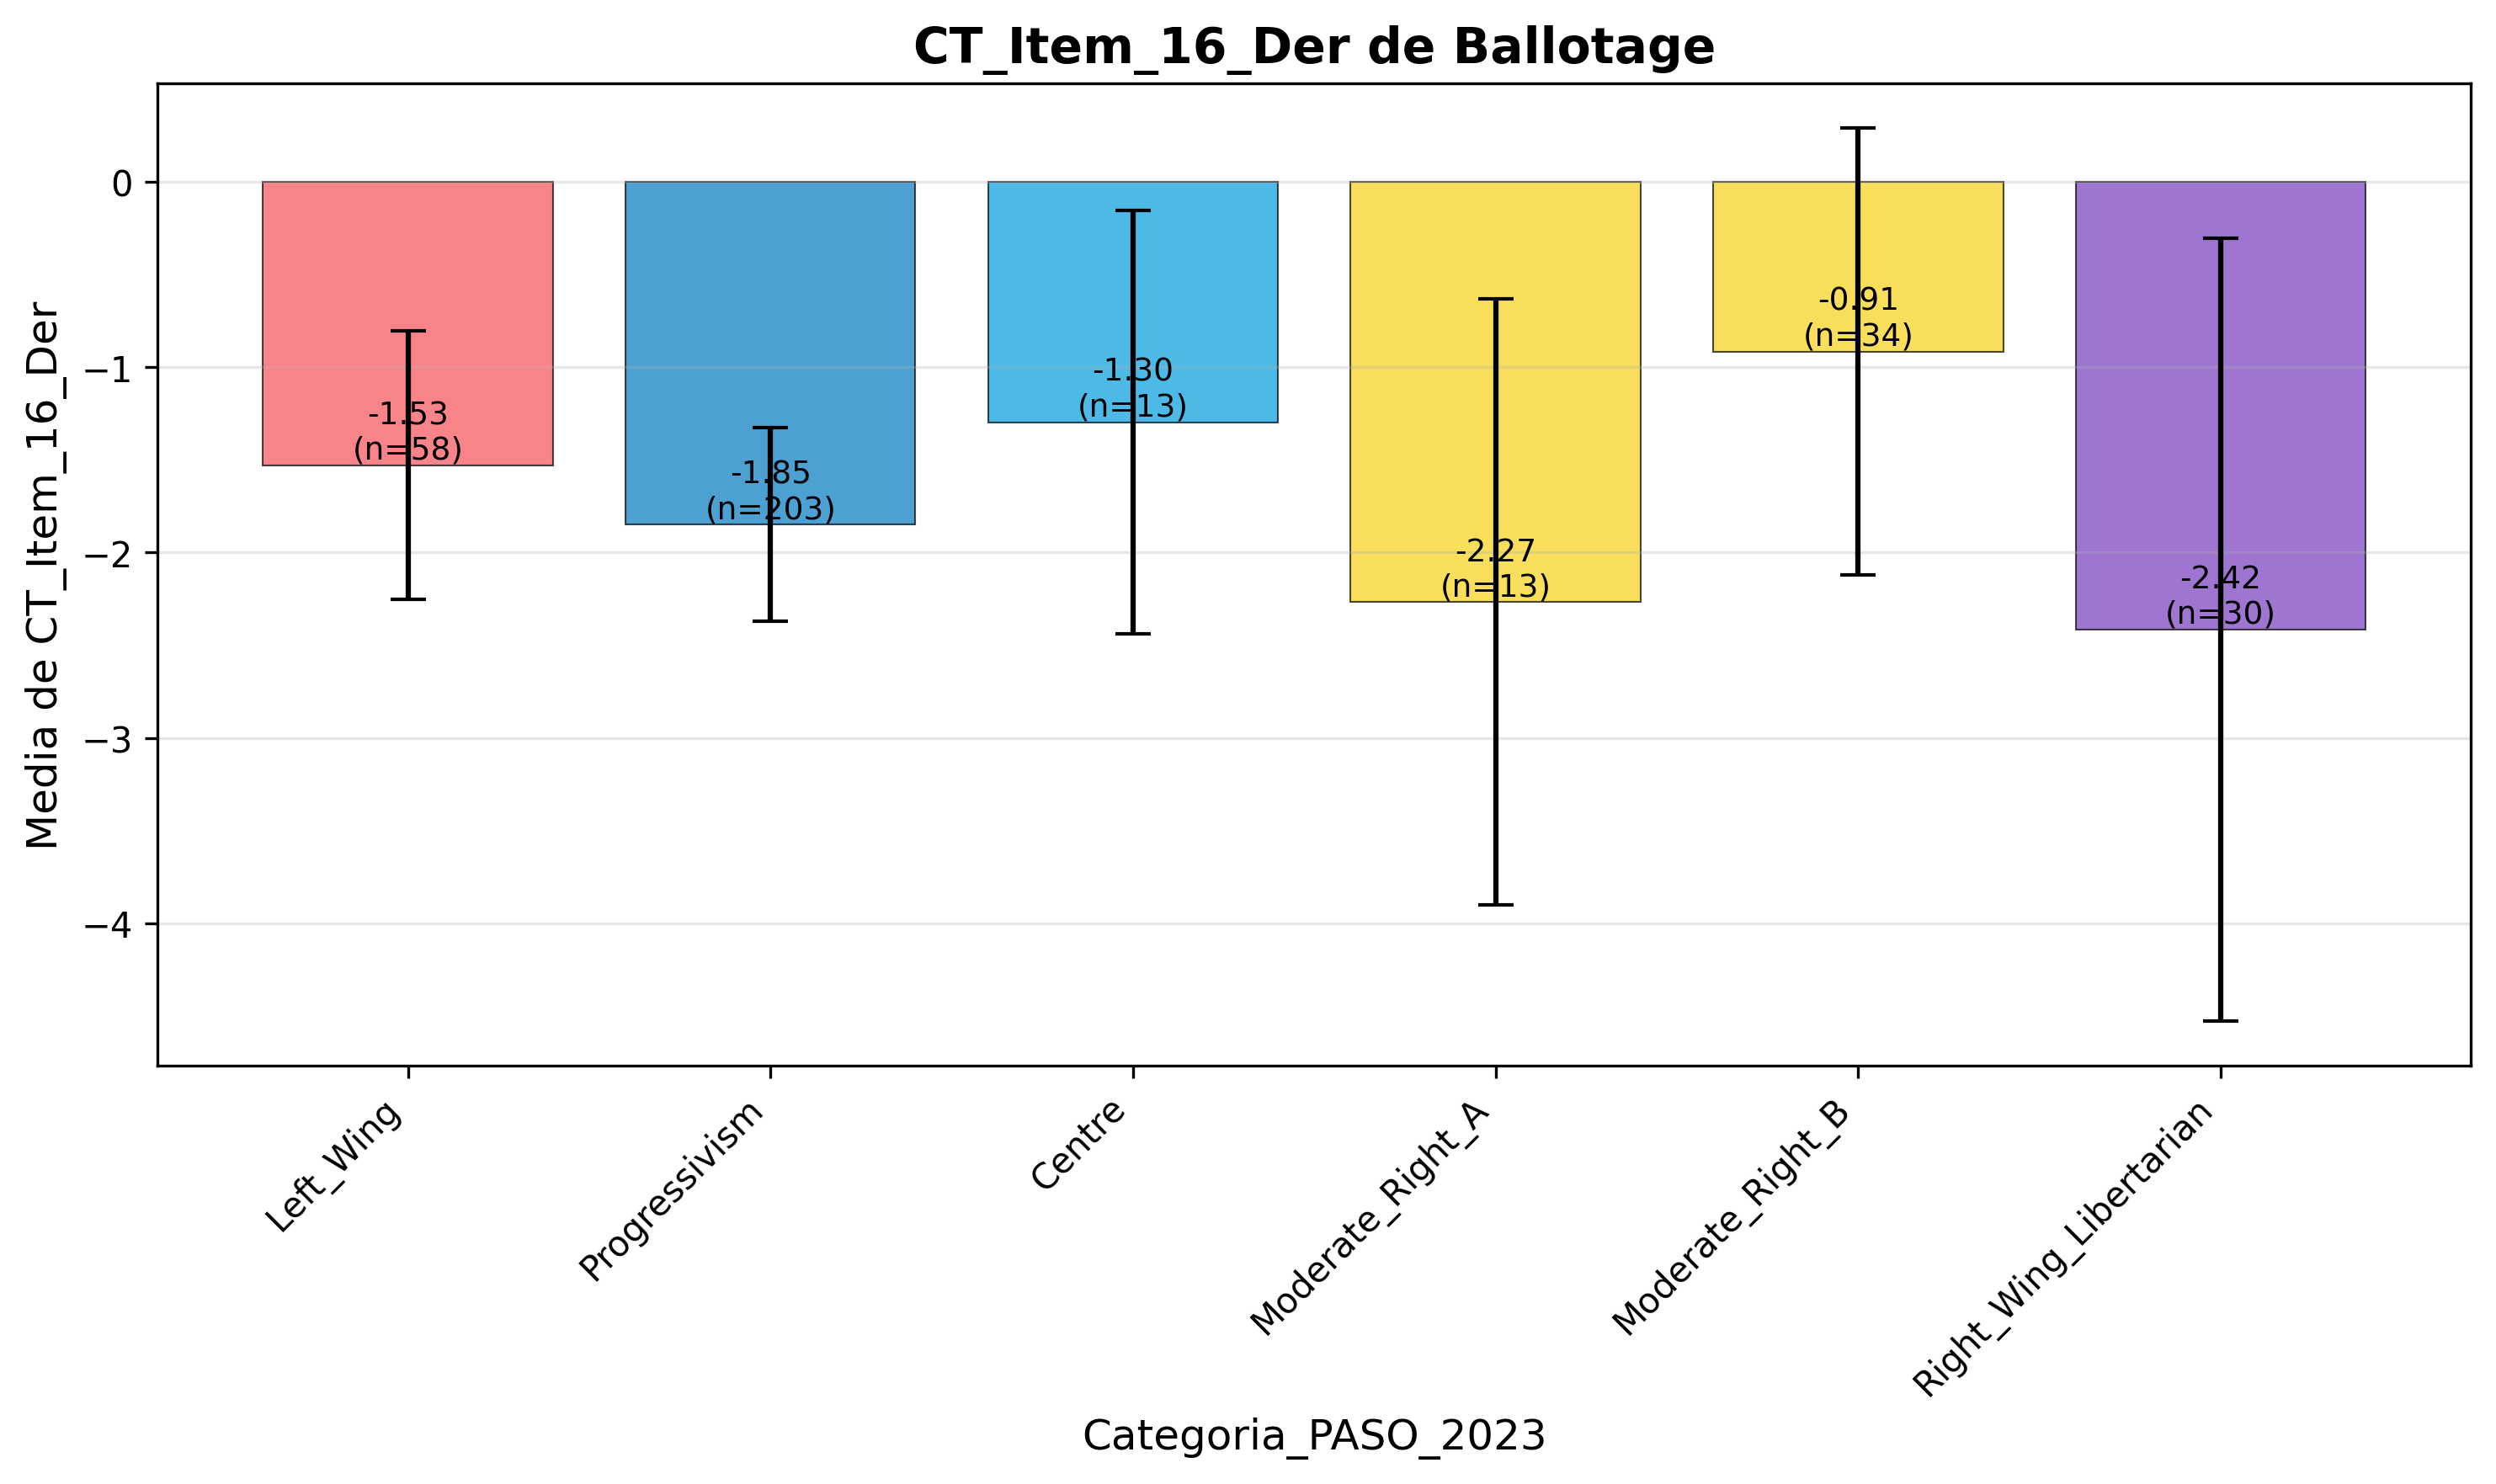 CT_Item_16_Der de Ballotage
Media de CT_Item_16_Der
0
−1
−2
−3
−4
-1.53
(n=58)
-1.85
(n=203)
-1.30
(n=13)
-2.27
(n=13)
-0.91
(n=34)
-2.42
(n=30)
Left_Wing
Progressivism
Centre
Moderate_Right_A
Moderate_Right_B
Right_Wing_Libertarian
Categoria_PASO_2023